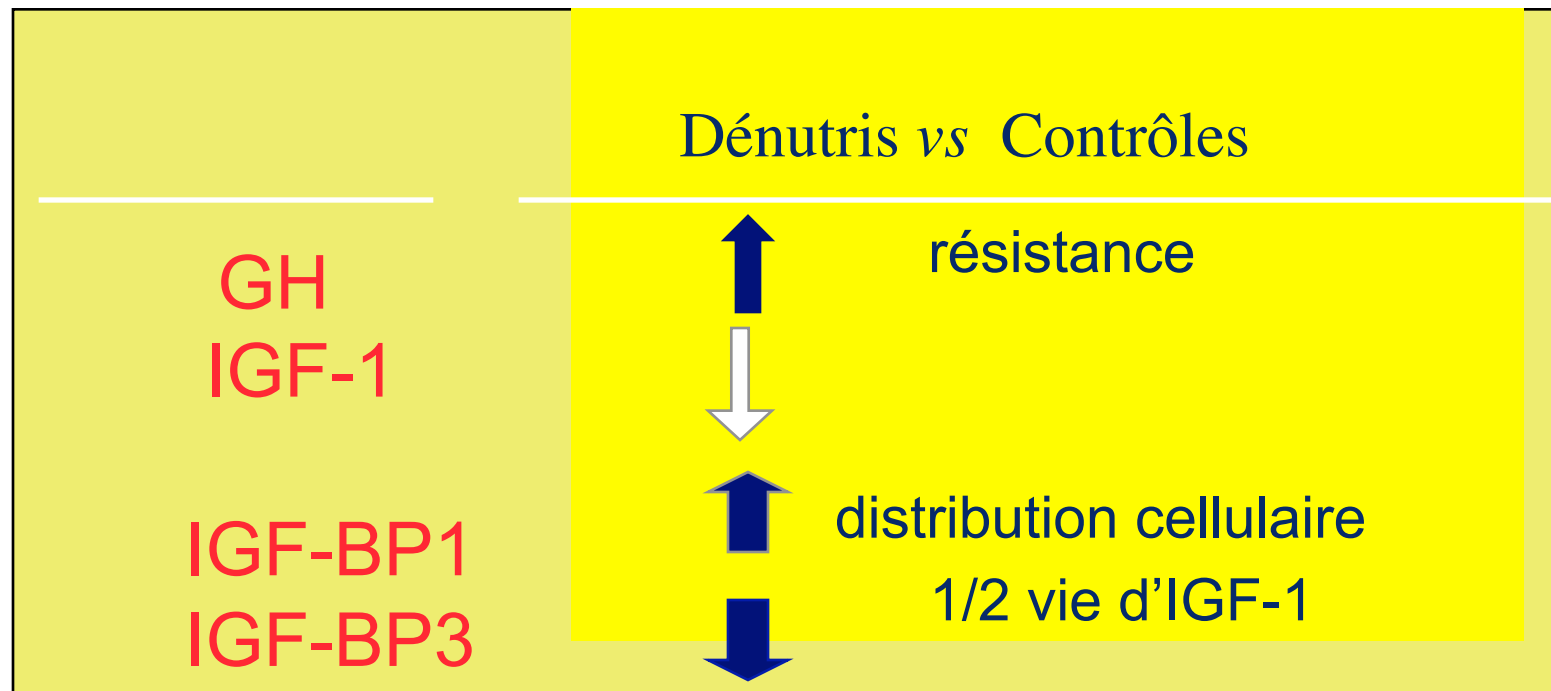 Dénutris vs Contrôles
GH
résistance
IGF-1
IGF-BP1
distribution cellulaire
IGF-BP3
1/2 vie d'IGF-1